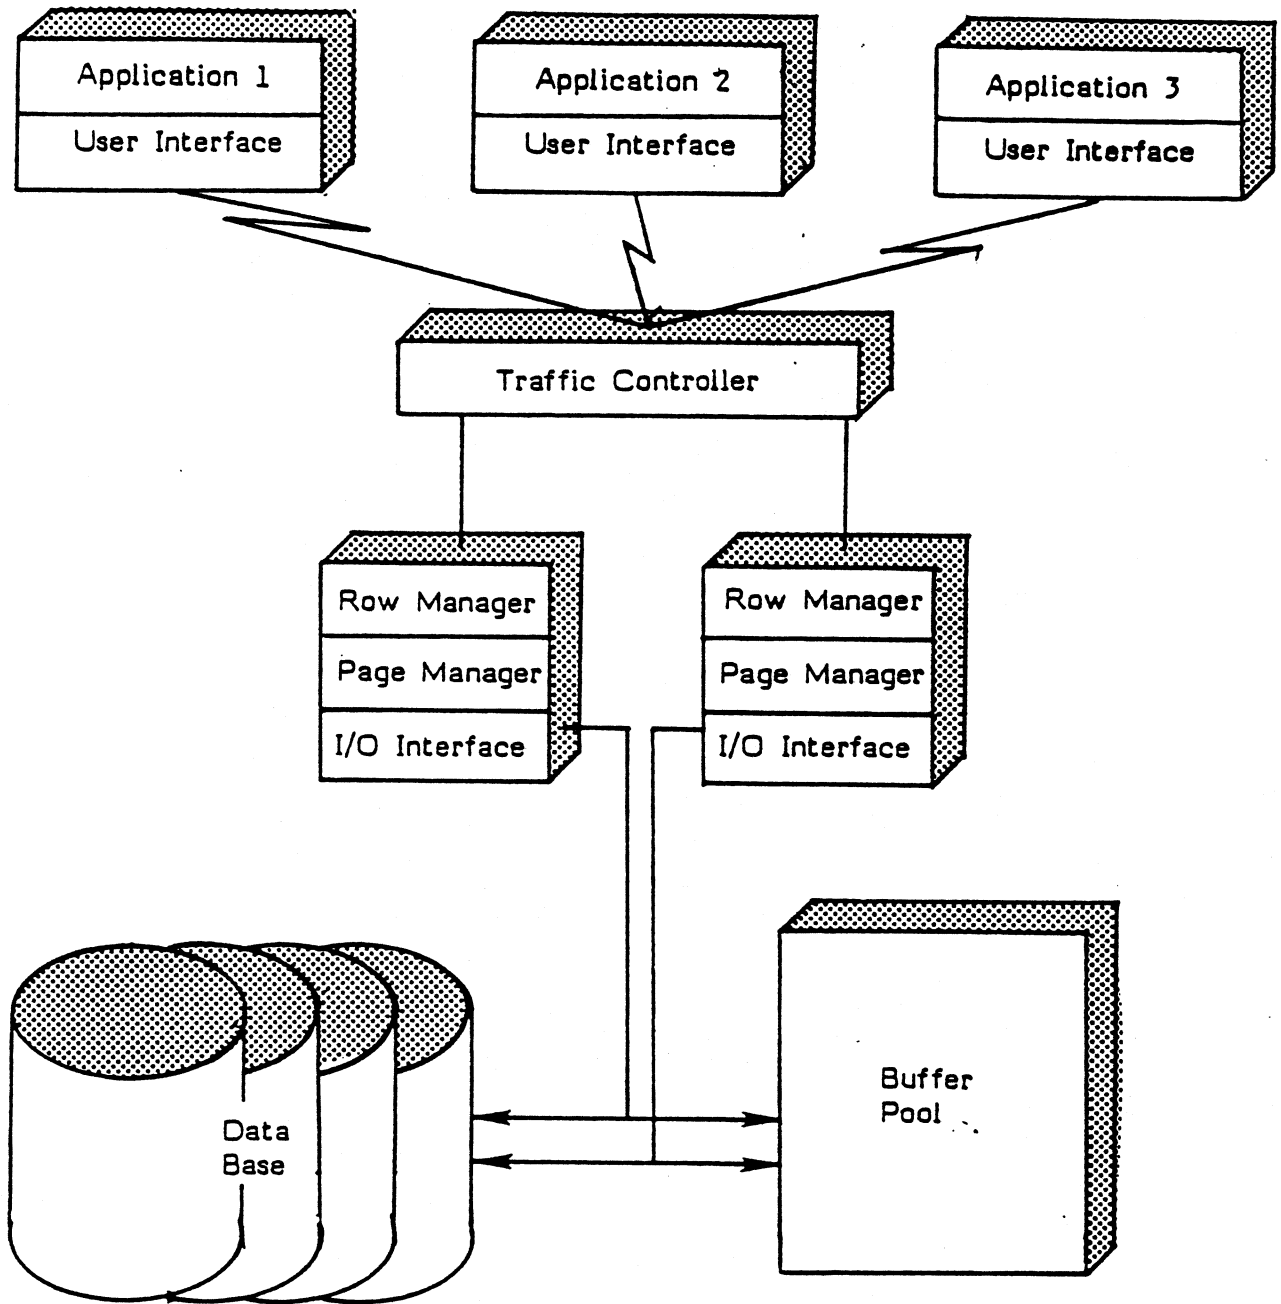 Application 1
User Interface
Application 2
User Interface
Application 3
User Interface
Traffic Controller
Row Manager
Page Manager
I/O Interface
Row Manager
Page Manager
I/O Interface
Data
Base
Buffer
Pool